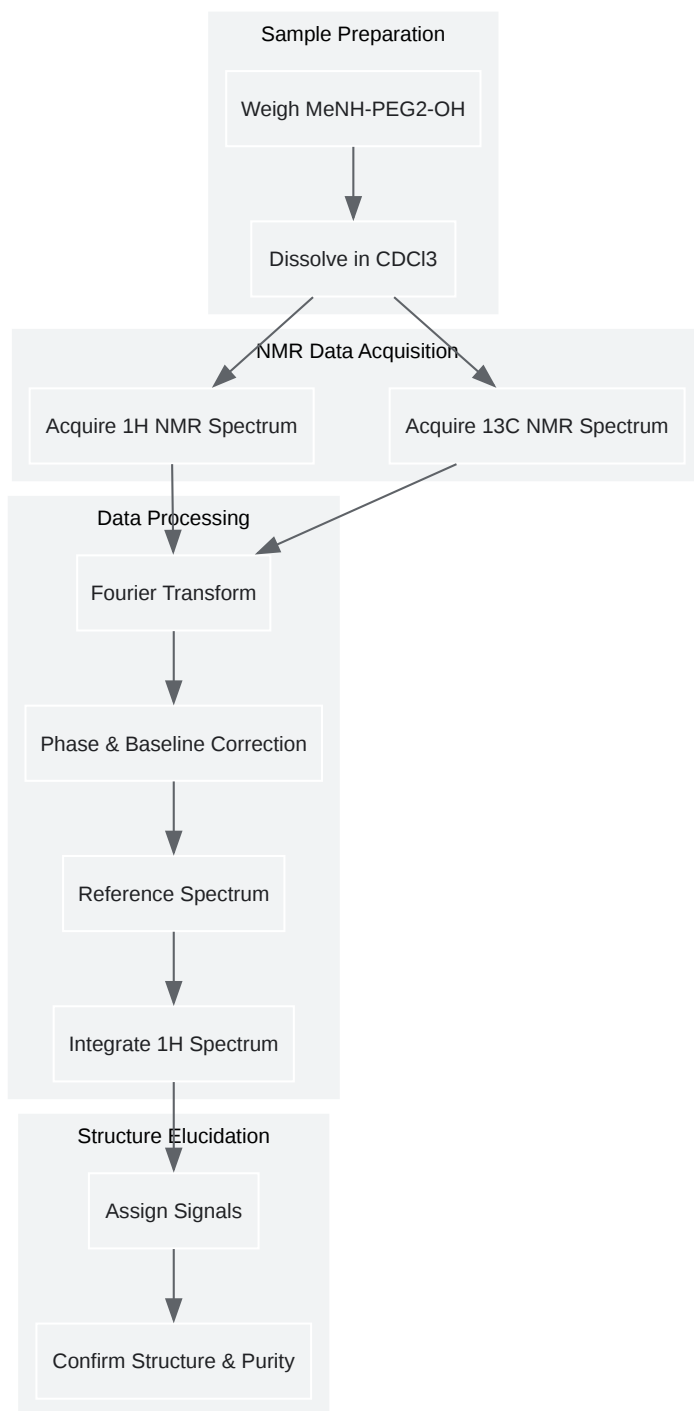 Sample Preparation
Weigh MeNH-PEG2-OH
Dissolve in CDCl3
NMR Data Acquisition
Acquire 1H NMR Spectrum
Acquire 13C NMR Spectrum
Data Processing
Fourier Transform
Phase & Baseline Correction
Reference Spectrum
Integrate 1H Spectrum
Structure Elucidation
Assign Signals
Confirm Structure & Purity